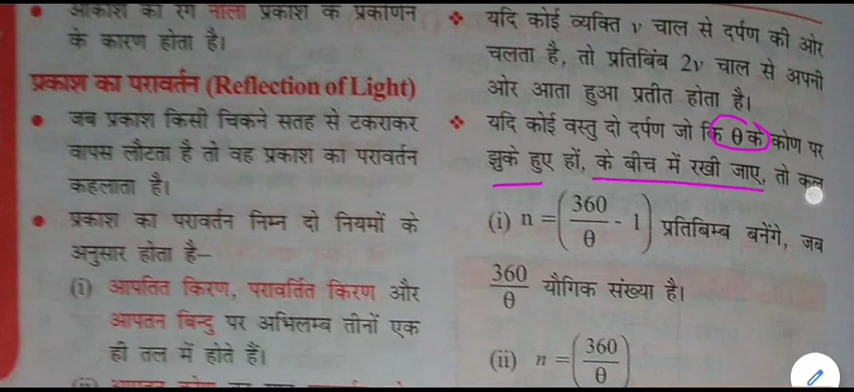 आकाश का रंग नीला प्रकाश के प्रकीर्णन
के कारण होता है।
प्रकाश का परावर्तन (Reflection of Light)
जब प्रकाश किसी चिकने सतह से टकराकर
वापस लौटता है तो वह प्रकाश का परावर्तन
कहलाता है।
प्रकाश का परावर्तन निम्न दो नियमों के
अनुसार होता है–
(i) आपतित किरण, परावर्तित किरण और
आपतन बिन्दु पर अभिलम्ब तीनों एक
ही तल में होते हैं।
यदि कोई व्यक्ति v चाल से दर्पण की ओर
चलता है, तो प्रतिबिंब 2v चाल से अपनी
ओर आता हुआ प्रतीत होता है।
यदि कोई वस्तु दो दर्पण जो कि θ के कोण पर
झुके हुए हों, के बीच में रखी जाए, तो कुल
(i) n = (360/θ - 1) प्रतिबिम्ब बनेंगे, जब
360/θ यौगिक संख्या है।
(ii) n = (360/θ)